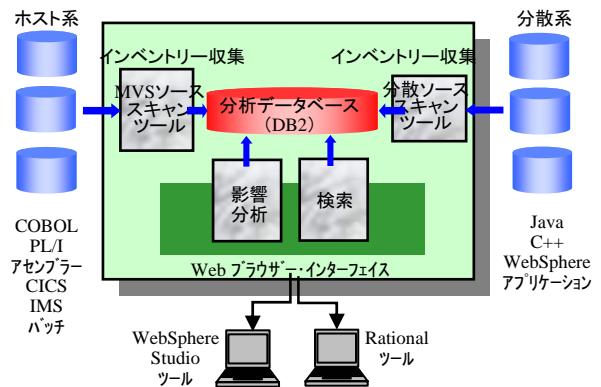 ホスト系
分散系
インベントリー収集
インベントリー収集
MVSソース
スキャン
ツール
分析データベース
(DB2)
分散ソース
スキャン
ツール
影響
分析
検索
Web ブラウザー・インターフェイス
COBOL
PL/I
アセンブラー
CICS
IMS
バッチ
Java
C++
WebSphere
アプリケーション
WebSphere
Studio
ツール
Rational
ツール